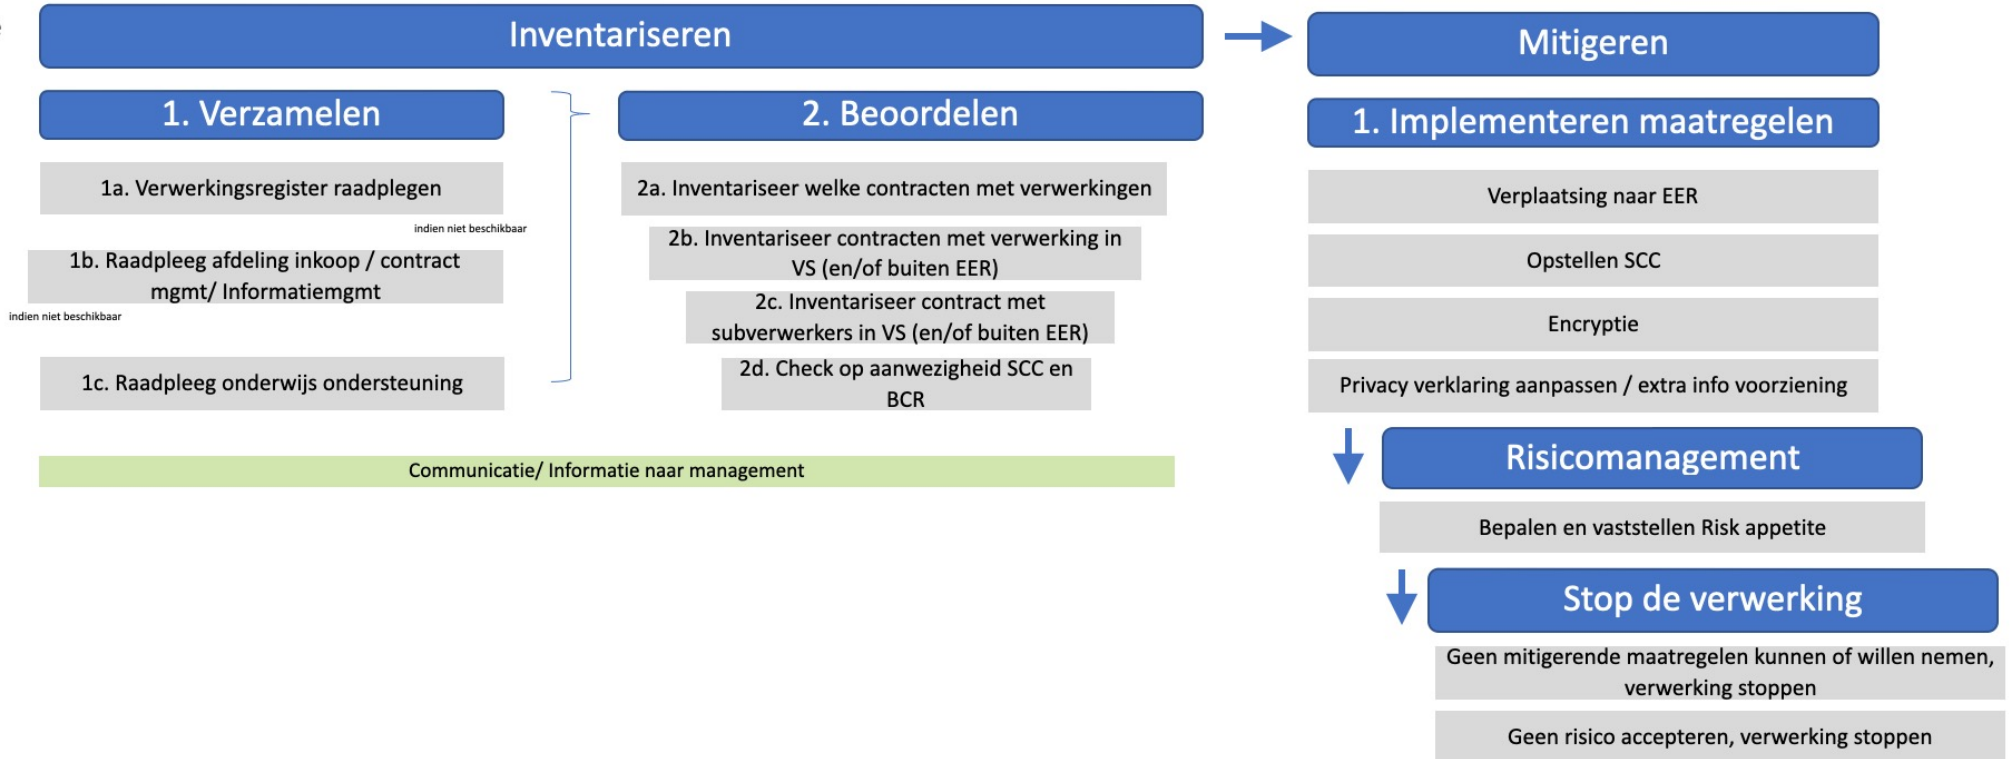 Inventariseren
1. Verzamelen
1a. Verwerkingsregister raadplegen
indien niet beschikbaar
1b. Raadpleeg afdeling inkoop / contract
mgmt/ Informatiemgmt
indien niet beschikbaar
1c. Raadpleeg onderwijs ondersteuning
2. Beoordelen
2a. Inventariseer welke contracten met verwerkingen
2b. Inventariseer contracten met verwerking in
VS (en/of buiten EER)
2c. Inventariseer contract met
subverwerkers in VS (en/of buiten EER)
2d. Check op aanwezigheid SCC en
BCR
Communicatie/ Informatie naar management
Mitigeren
1. Implementeren maatregelen
Verplaatsing naar EER
Opstellen SCC
Encryptie
Privacy verklaring aanpassen / extra info voorziening
Risicomanagement
Bepalen en vaststellen Risk appetite
Stop de verwerking
Geen mitigerende maatregelen kunnen of willen nemen,
verwerking stoppen
Geen risico accepteren, verwerking stoppen